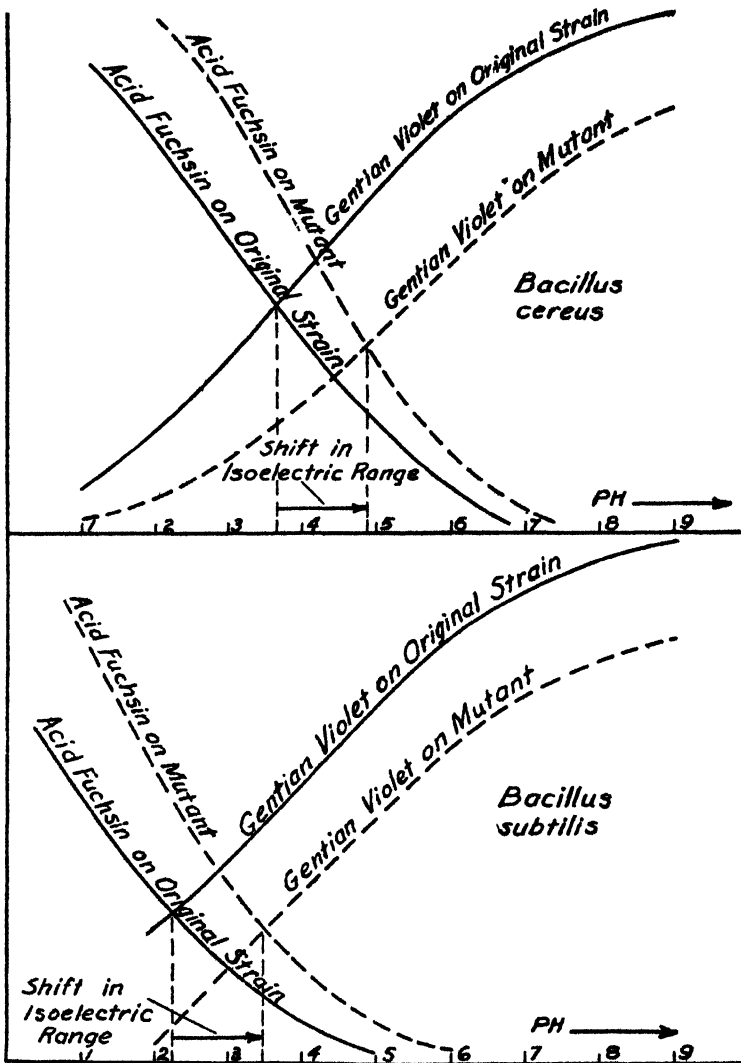 Acid Fuchsin on Original Strain
Acid Fuchsin on Mutant
Gentian Violet on Original Strain
Gentian Violet on Mutant
Bacillus
cereus
Shift in
Isoelectric Range
PH
1 2 3 4 5 6 7 8 9
Acid Fuchsin on Mutant
Acid Fuchsin on Original Strain
Gentian Violet on Original Strain
Gentian Violet on Mutant
Bacillus
subtilis
Shift in
Isoelectric
Range
PH
1 2 3 4 5 6 7 8 9